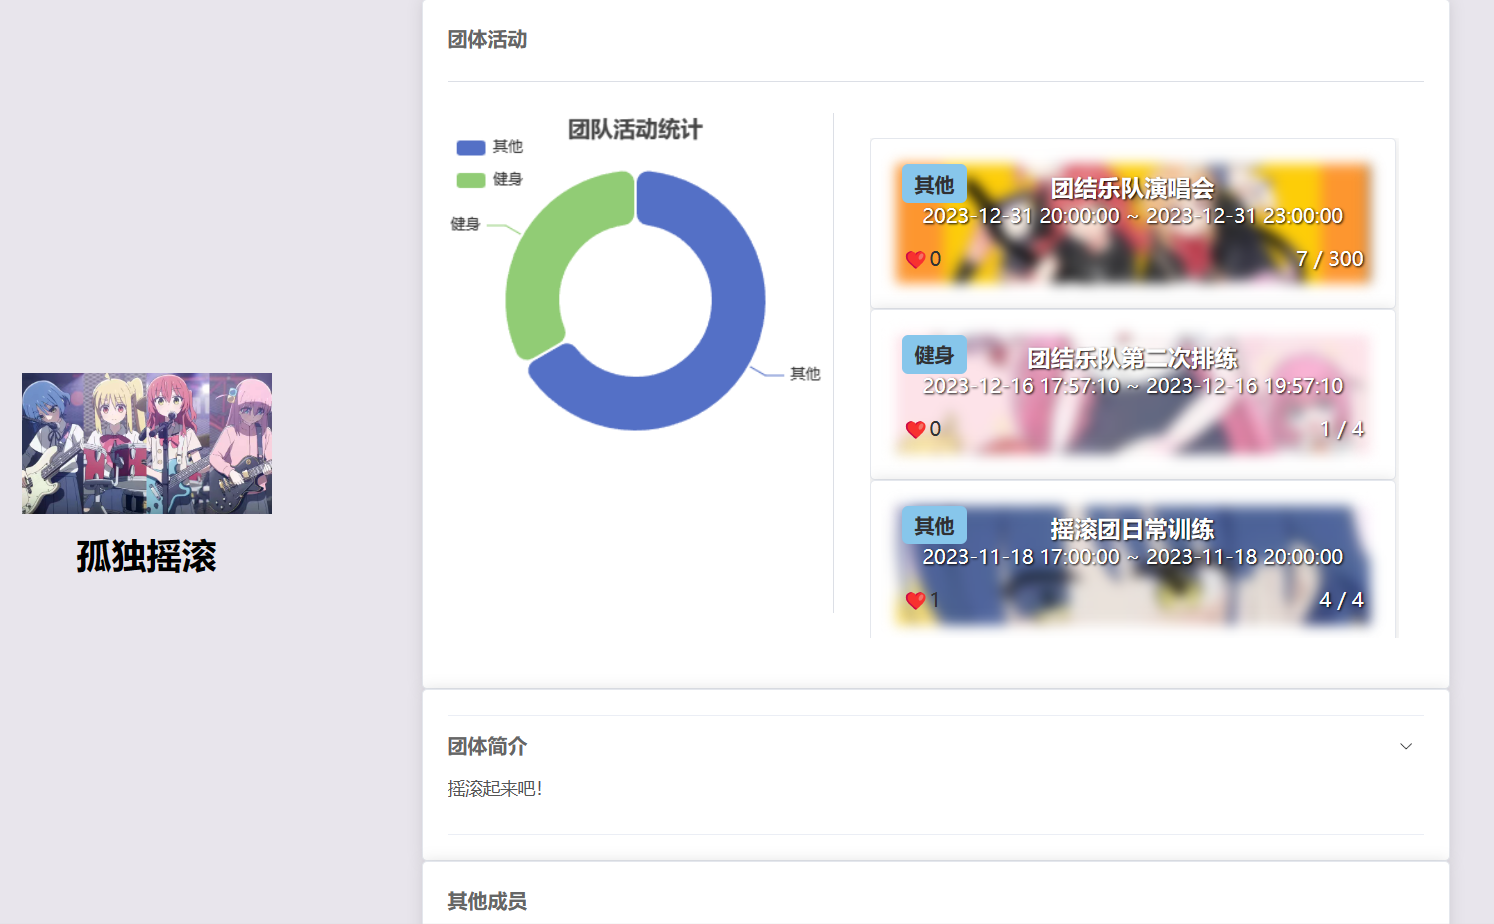 孤独摇滚
团体活动
团队活动统计
其他
健身
健身
其他
其他
团结乐队演唱会
2023-12-31 20:00:00 ~ 2023-12-31 23:00:00
0
7 / 300
健身
团结乐队第二次排练
2023-12-16 17:57:10 ~ 2023-12-16 19:57:10
0
1 / 4
其他
摇滚团日常训练
2023-11-18 17:00:00 ~ 2023-11-18 20:00:00
1
4 / 4
团体简介
摇滚起来吧!
其他成员